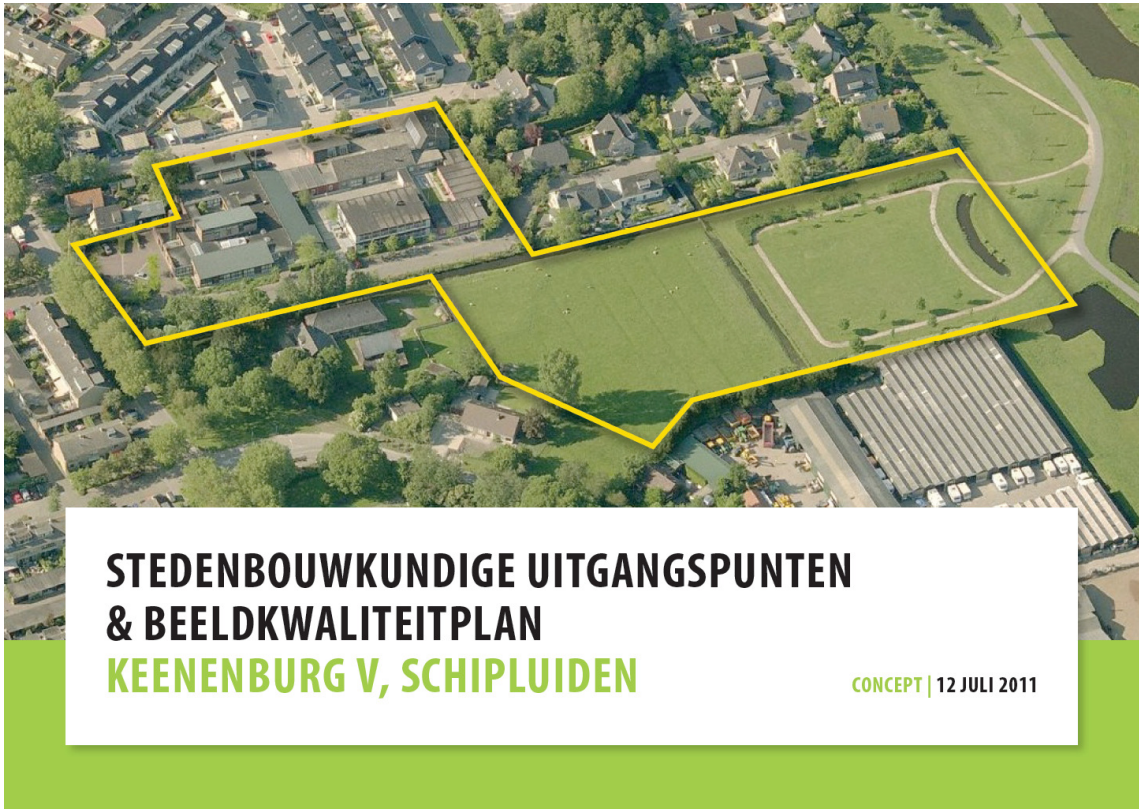 STEDENBOUWKUNDIGE UITGANGSPUNTEN
& BEELDKWALITEITPLAN
KEENENBURG V, SCHIPLUIDEN
CONCEPT | 12 JULI 2011